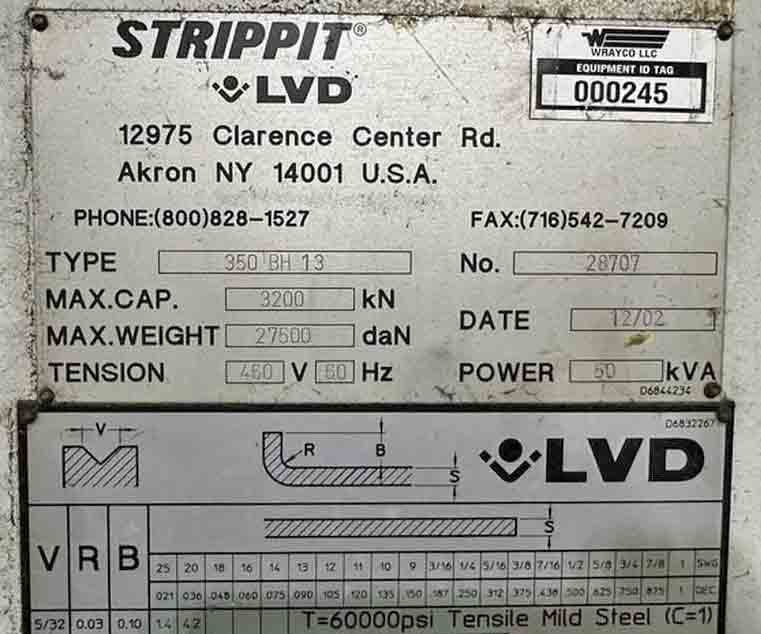 STRIPPIT®
LVD
WRAYCO LLC
EQUIPMENT ID TAG
000245
12975 Clarence Center Rd.
Akron NY 14001 U.S.A.
PHONE:(800)828-1527 FAX:(716)542-7209
TYPE 350 BH 13 No. 28707
MAX.CAP. 3200 kN
MAX.WEIGHT 27500 daN DATE 12/02
TENSION 460 V 60 Hz POWER 50 kVA
D6844234
D6832267
V R B S LVD
S
V R B 25 20 18 16 14 13 12 11 10 9 3/16 1/4 5/16 3/8 7/16 1/2 5/8 3/4 7/8 1 SWG
.021 .036 .048 .060 .075 .090 .105 .120 .135 .150 .187 .250 .312 .375 .438 .500 .625 .750 .875 1 DEC
5/32 0.03 0.10 1.4 4.2 T=60000psi Tensile Mild Steel (C=1)